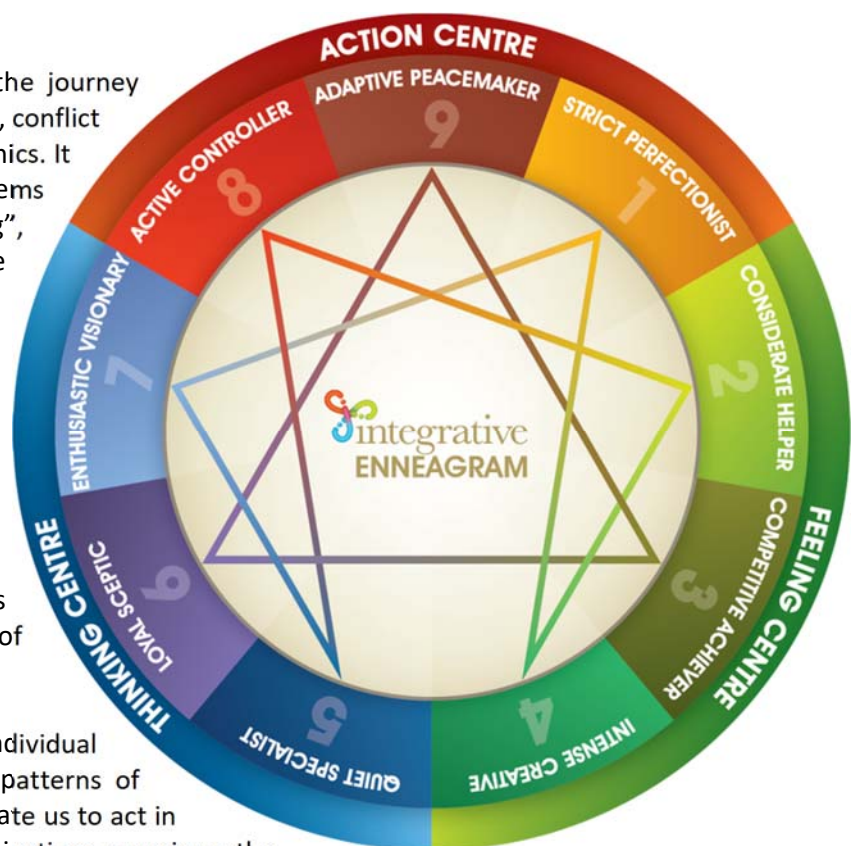 the journey
, conflict
nics. It
ems
g”,
e
s
of
ndividual
patterns of
ate us to act in
ACTION CENTRE
ADAPTIVE PEACEMAKER
9
STRICT PERFECTIONIST
1
CONSIDERATE HELPER
2
COMPETITIVE ACHIEVER
3
FEELING CENTRE
INTENSE CREATIVE
4
QUIET SPECIALIST
5
LOYAL SCEPTIC
6
THINKING CENTRE
ENTHUSIASTIC VISIONARY
7
ACTIVE CONTROLLER
8
integrative
ENNEAGRAM